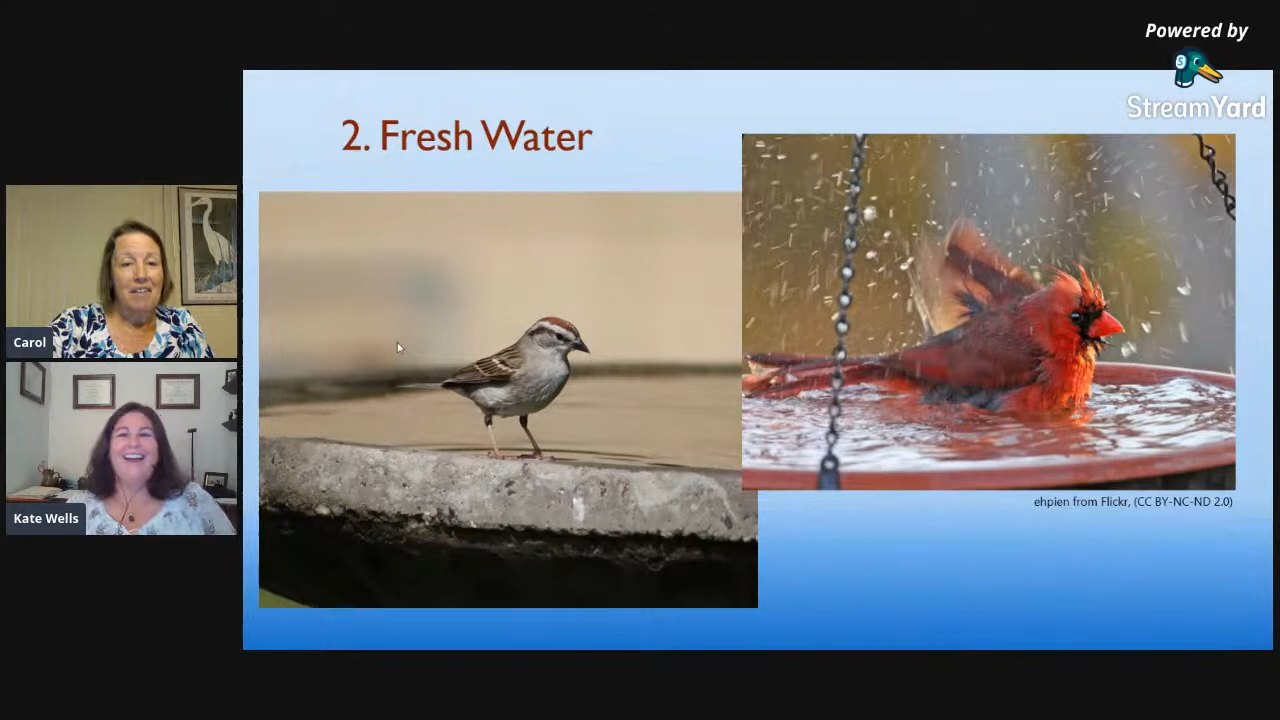 Powered by
S
StreamYard
2. Fresh Water
Carol
Kate Wells
ehpien from Flickr, (CC BY-NC-ND 2.0)